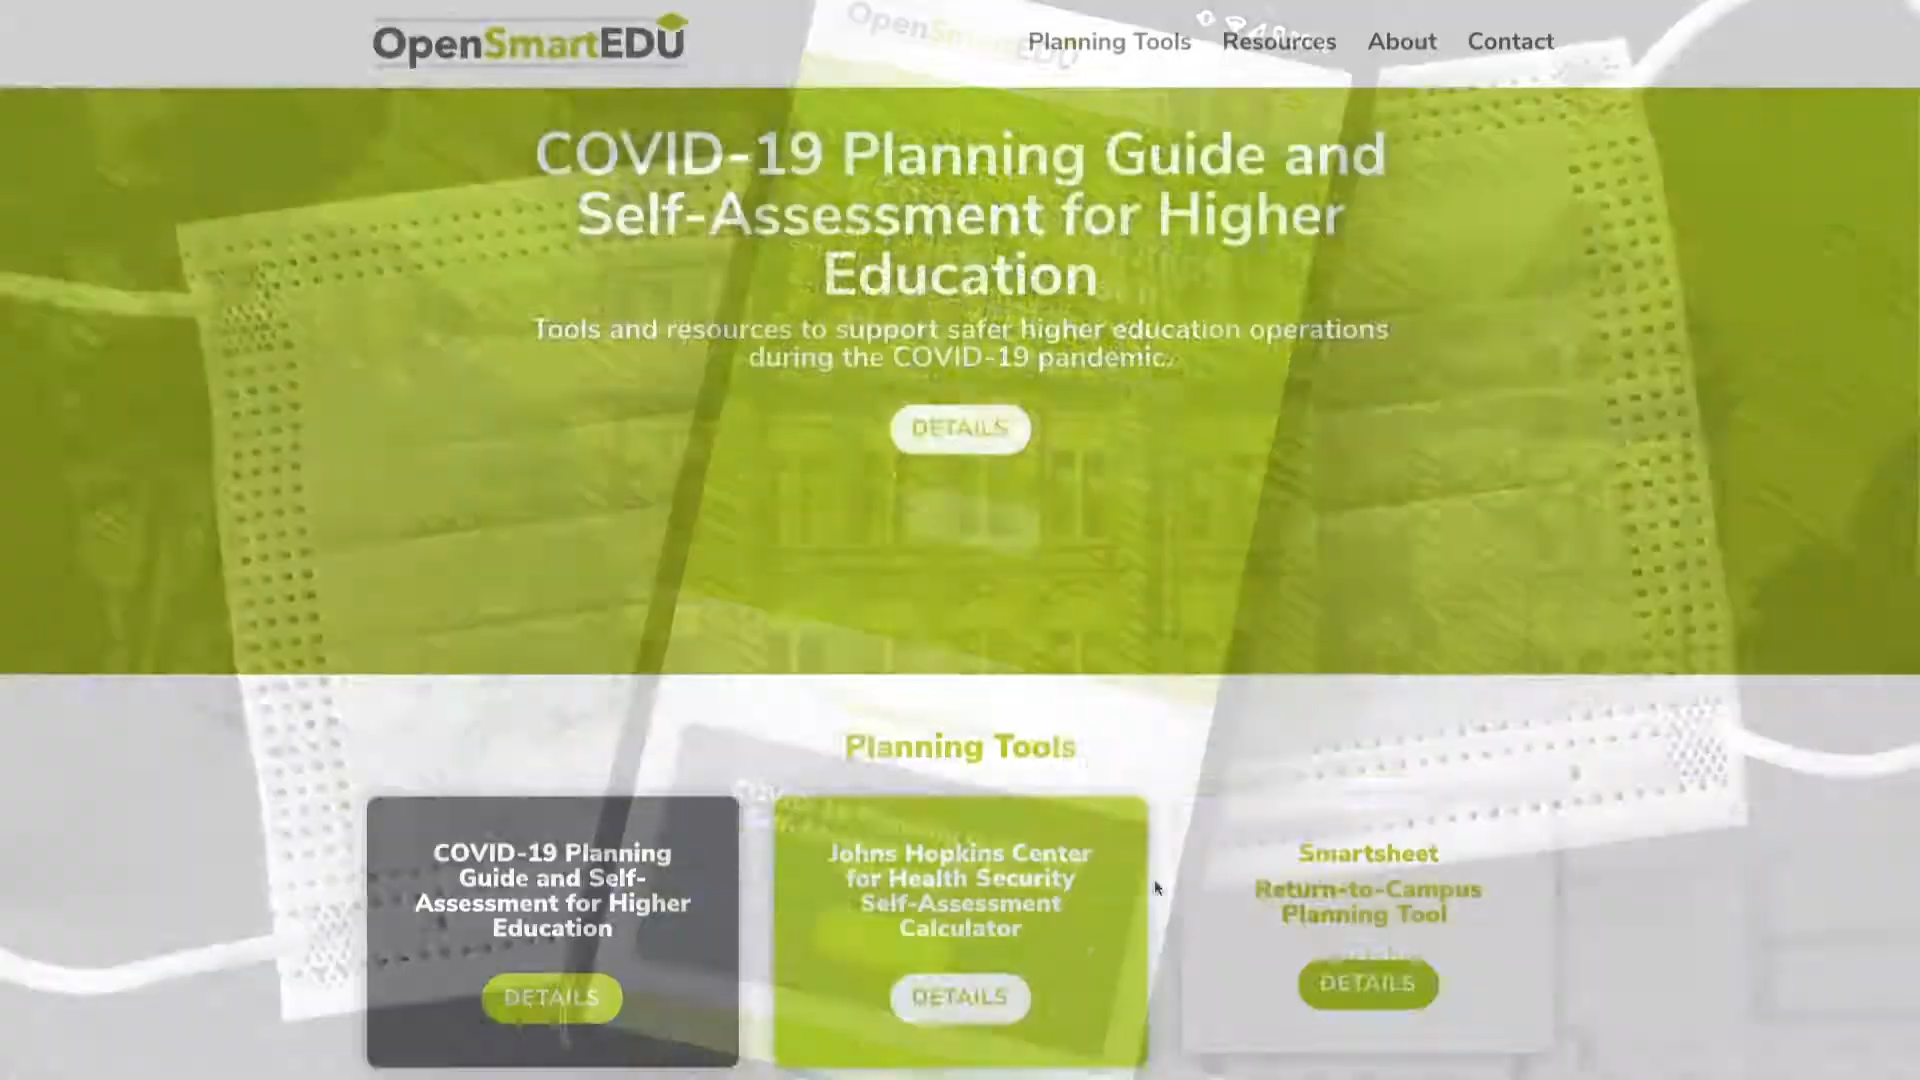 OpenSmartEDU
Planning Tools Resources About Contact
COVID-19 Planning Guide and
Self-Assessment for Higher
Education
Tools and resources to support safer higher education operations
during the COVID-19 pandemic.
DETAILS
Planning Tools
COVID-19 Planning
Guide and Self-
Assessment for Higher
Education
DETAILS
Johns Hopkins Center
for Health Security
Self-Assessment
Calculator
DETAILS
Smartsheet
Return-to-Campus
Planning Tool
DETAILS
OpenSmartEDU